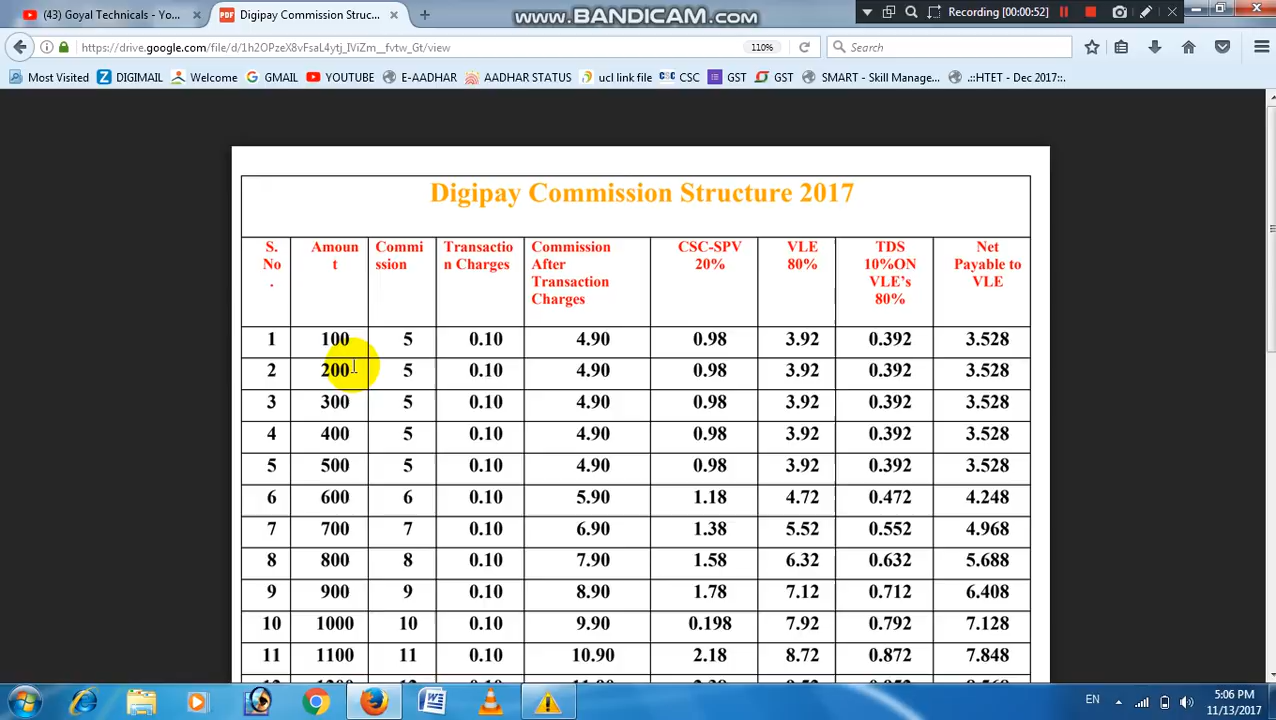 (43) Goyal Technicals - Yo...
Digipay Commission Struct...
www.BANDICAM.com
Recording [00:00:52]
https://drive.google.com/file/d/1h2OPzeX8vFsaL4ytj_IViZm__fvtw_Gt/view
110%
Search
Most Visited
DIGIMAIL
Welcome
GMAIL
YOUTUBE
E-AADHAR
AADHAR STATUS
ucl link file
CSC
GST
GST
SMART - Skill Manage...
.::HTET - Dec 2017::.
Digipay Commission Structure 2017
S. Amoun Commi Transactio Commission CSC-SPV VLE TDS Net
No t ssion n Charges After 20% 80% 10%ON Payable to
. Transaction VLE's VLE
Charges 80%
1 100 5 0.10 4.90 0.98 3.92 0.392 3.528
2 200 5 0.10 4.90 0.98 3.92 0.392 3.528
3 300 5 0.10 4.90 0.98 3.92 0.392 3.528
4 400 5 0.10 4.90 0.98 3.92 0.392 3.528
5 500 5 0.10 4.90 0.98 3.92 0.392 3.528
6 600 6 0.10 5.90 1.18 4.72 0.472 4.248
7 700 7 0.10 6.90 1.38 5.52 0.552 4.968
8 800 8 0.10 7.90 1.58 6.32 0.632 5.688
9 900 9 0.10 8.90 1.78 7.12 0.712 6.408
10 1000 10 0.10 9.90 0.198 7.92 0.792 7.128
11 1100 11 0.10 10.90 2.18 8.72 0.872 7.848
EN
5:06 PM
11/13/2017